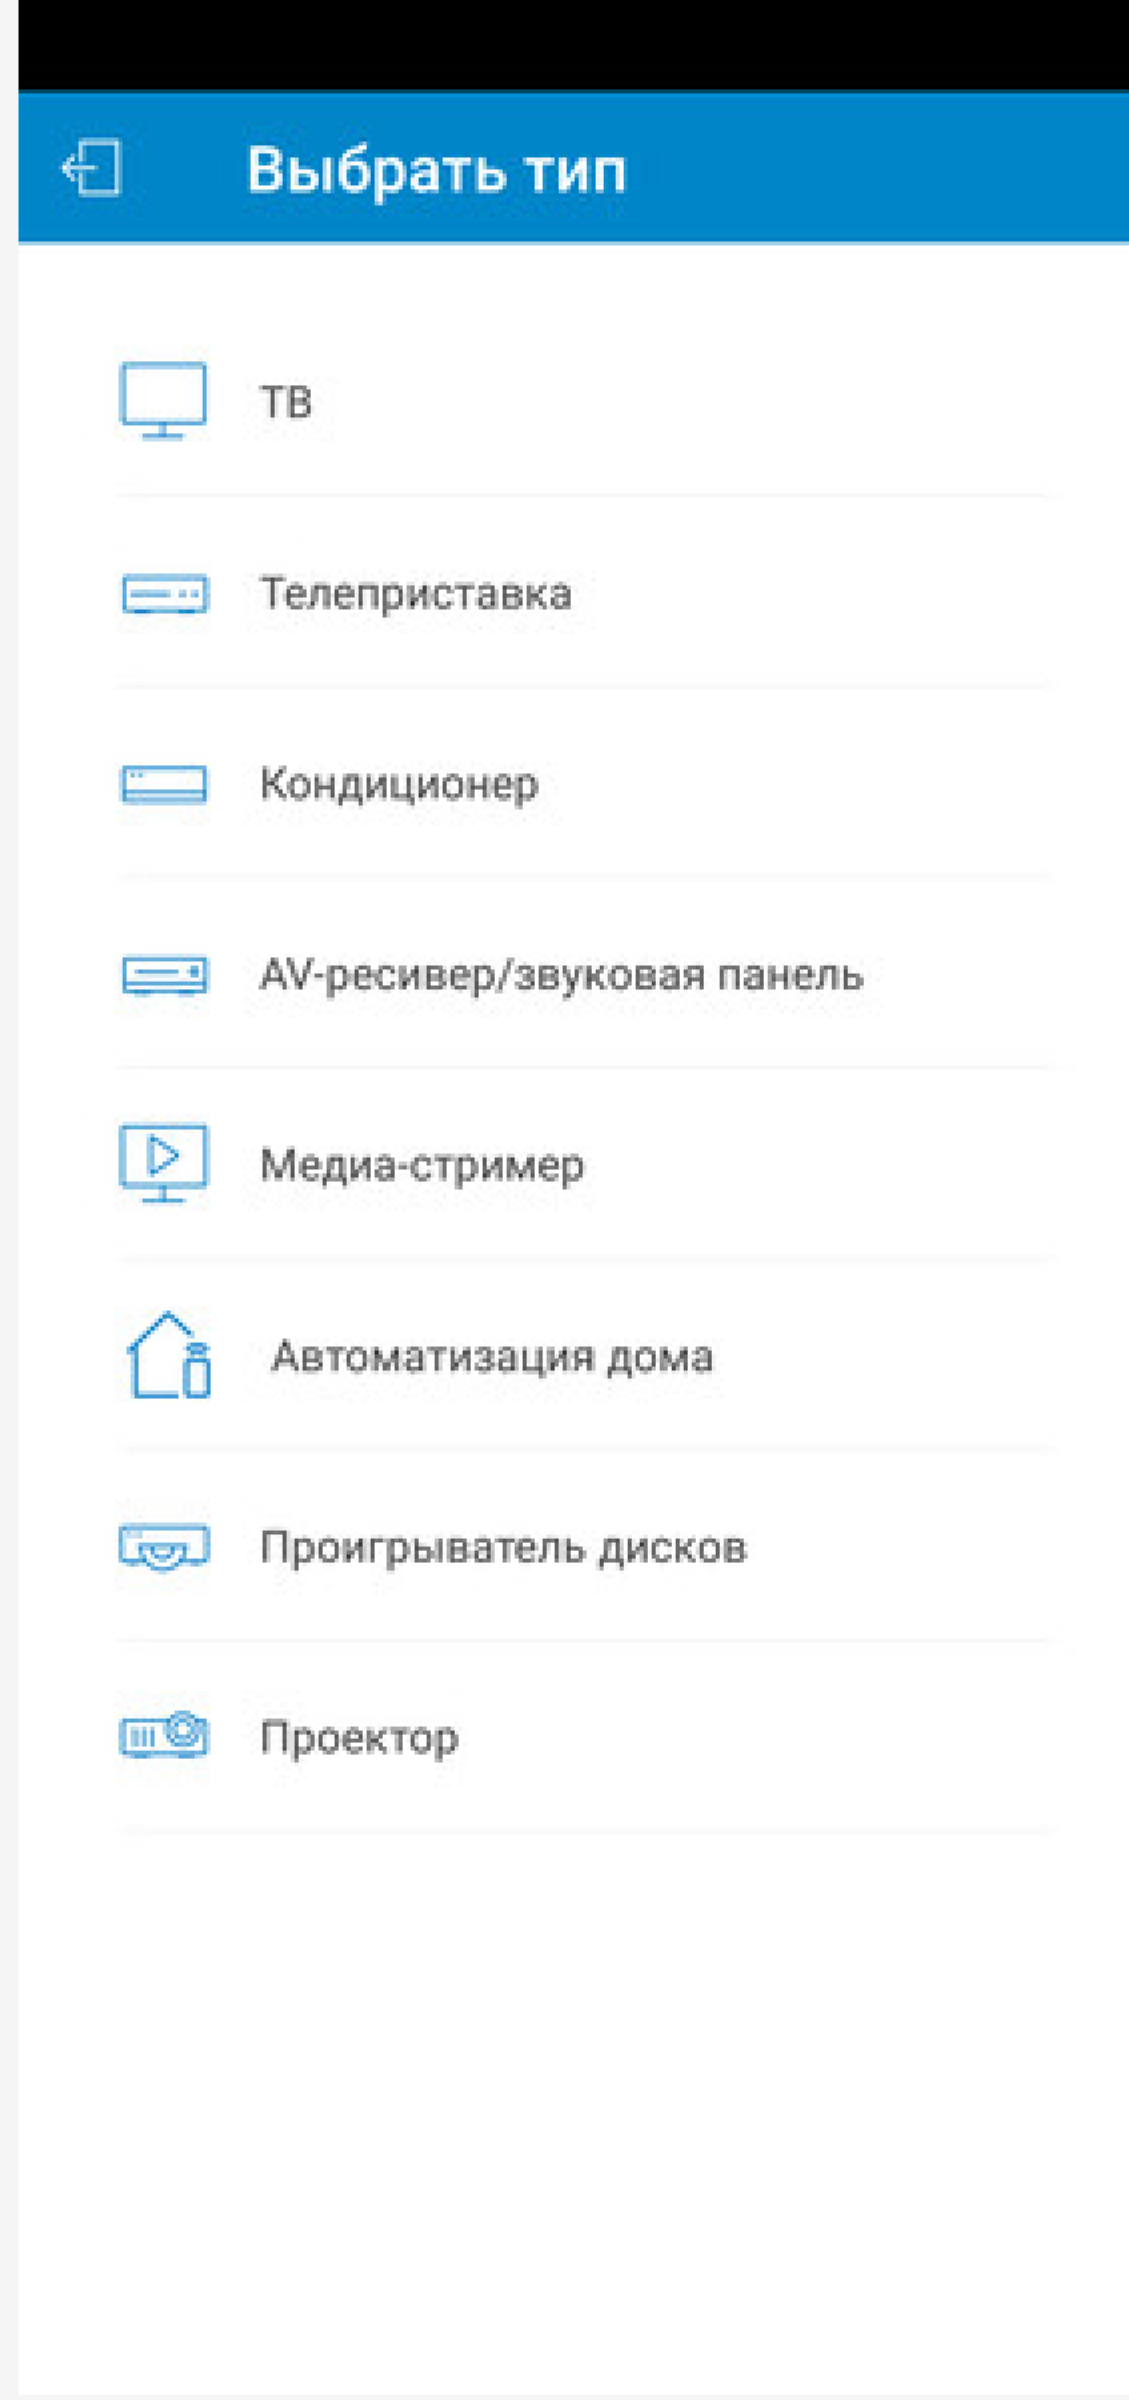 Выбрать тип
ТВ
Телеприставка
Кондиционер
AV-ресивер/звуковая панель
Медиа-стример
Автоматизация дома
Проигрыватель дисков
Проектор